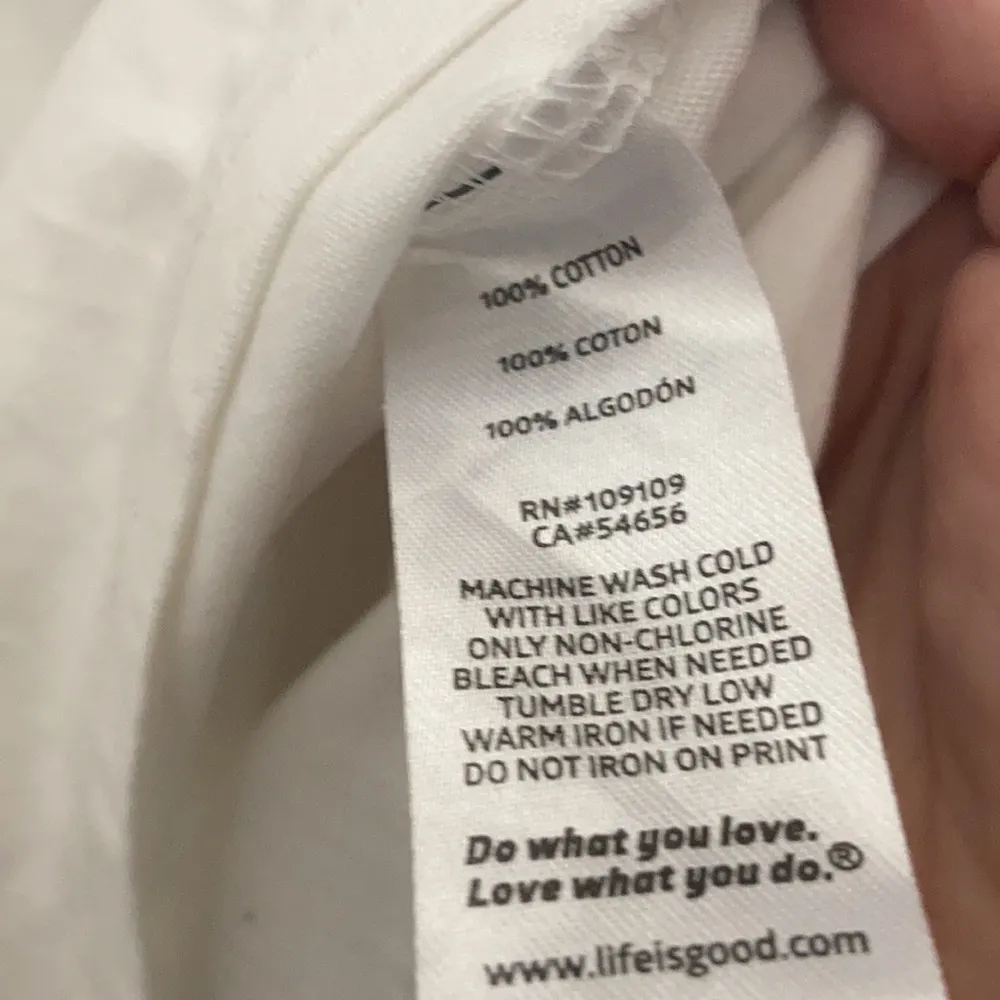 100% COTTON
100% COTON
100% ALGODÓN
RN#109109
CA#54656
MACHINE WASH COLD
WITH LIKE COLORS
ONLY NON-CHLORINE
BLEACH WHEN NEEDED
TUMBLE DRY LOW
WARM IRON IF NEEDED
DO NOT IRON ON PRINT
Do what you love.
Love what you do.®
www.lifeisgood.com